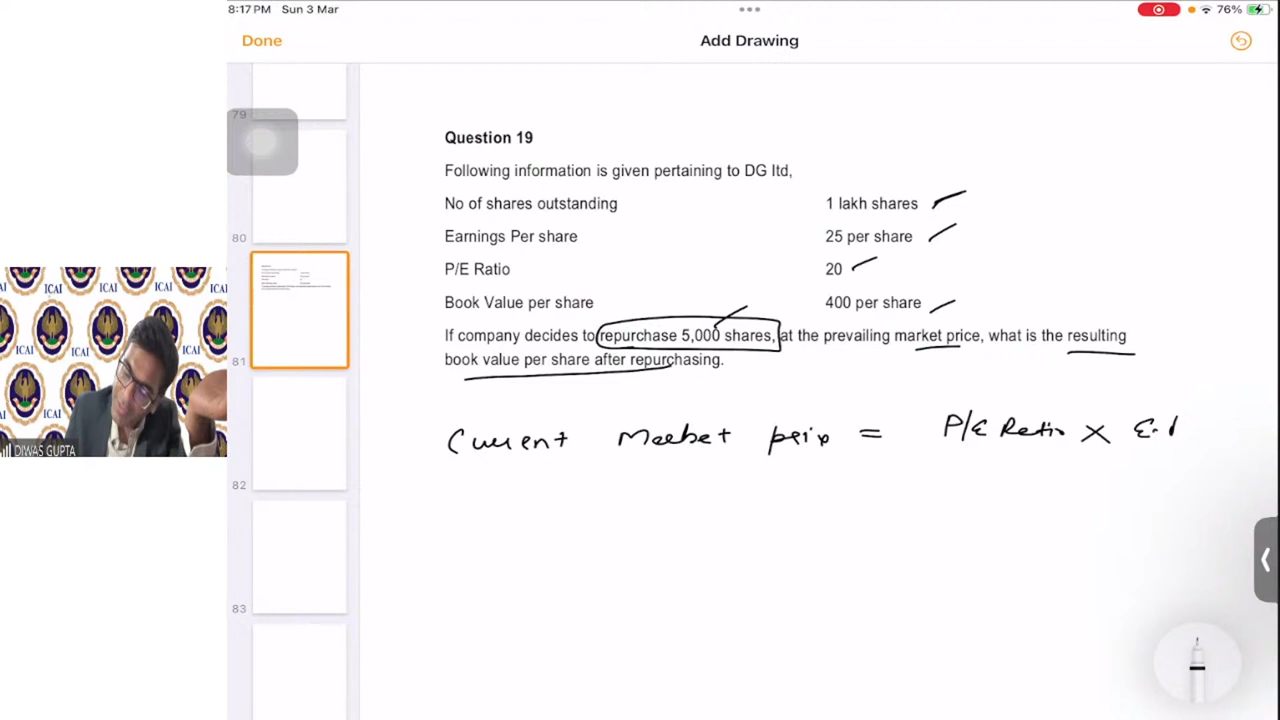 8:17 PM Sun 3 Mar
76%
Done
Add Drawing
79
80
81
82
83
Question 19
Following information is given pertaining to DG ltd,
No of shares outstanding 1 lakh shares
Earnings Per share 25 per share
P/E Ratio 20
Book Value per share 400 per share
If company decides to repurchase 5,000 shares, at the prevailing market price, what is the resulting
book value per share after repurchasing.
Current Market price = P/E Ratio X
ICAI
ICAI
ICAI
ICAI
DIWAS GUPTA